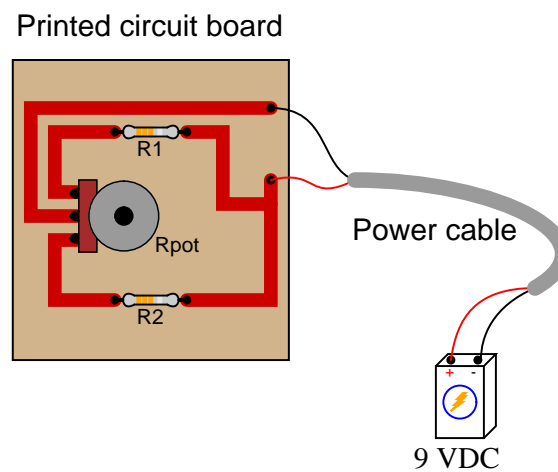 Printed circuit board
R1
Rpot
R2
Power cable
+ -
9 VDC